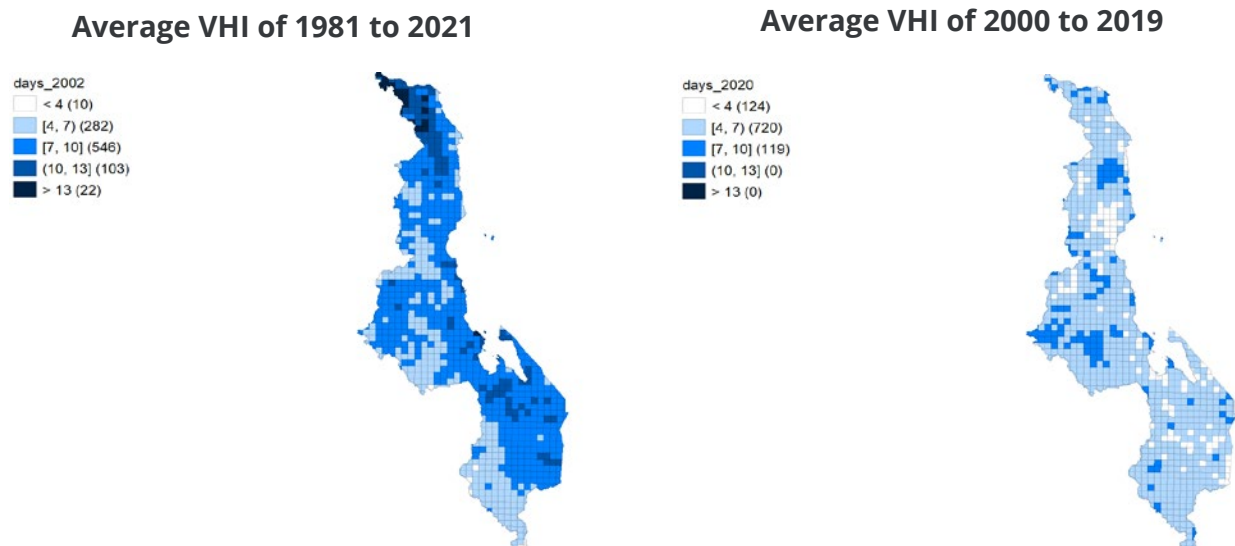 Average VHI of 1981 to 2021
days_2002
< 4 (10)
[4, 7) (282)
[7, 10] (546)
(10, 13] (103)
> 13 (22)
Average VHI of 2000 to 2019
days_2020
< 4 (124)
[4, 7) (720)
[7, 10] (119)
(10, 13] (0)
> 13 (0)